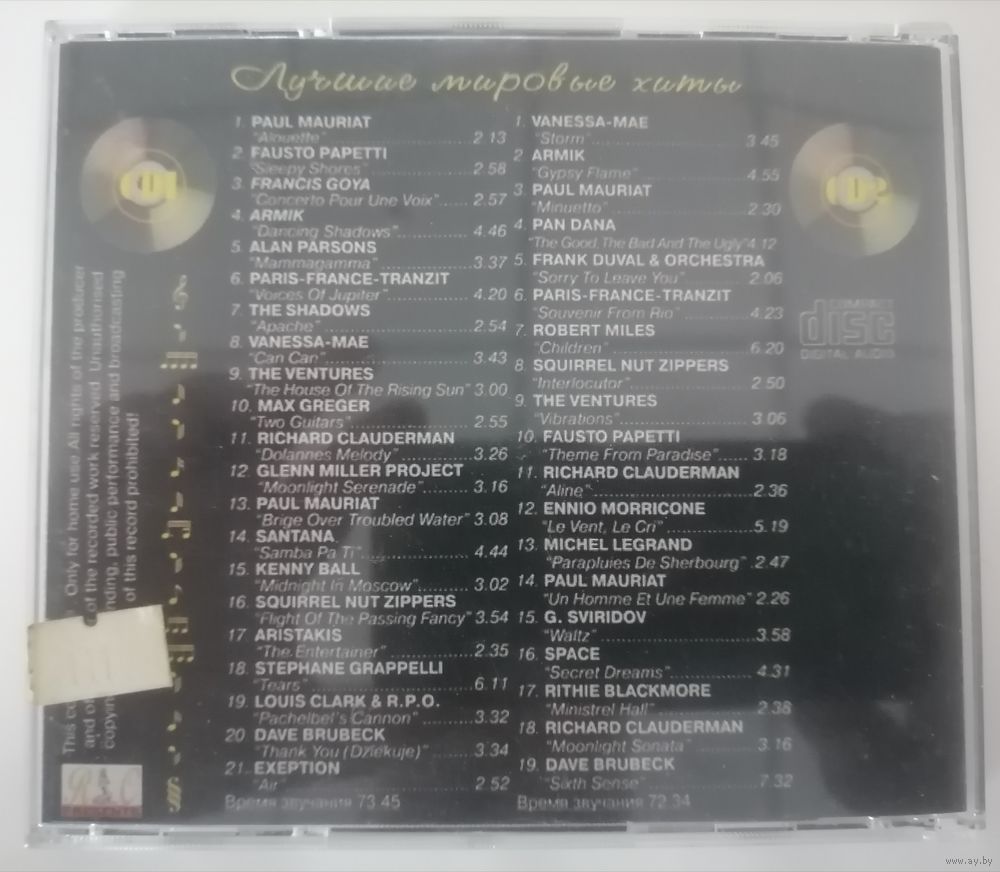 Лучшие мировые хиты
CD1
1. PAUL MAURIAT
"Alouette" 2 13
2. FAUSTO PAPETTI
"Sleepy Shores" 2 58
3. FRANCIS GOYA
"Concerto Pour Une Voix" 2.57
4. ARMIK
"Dancing Shadows" 4.46
5. ALAN PARSONS
"Mammagamma" 3.37
6. PARIS-FRANCE-TRANZIT
"Voices Of Jupiter" 4.20
7. THE SHADOWS
"Apache" 2.54
8. VANESSA-MAE
"Can Can" 3.43
9. THE VENTURES
"The House Of The Rising Sun" 3.00
10. MAX GREGER
"Two Guitars" 2.55
11. RICHARD CLAUDERMAN
"Dolannes Melody" 3.26
12. GLENN MILLER PROJECT
"Moonlight Serenade" 3.16
13. PAUL MAURIAT
"Brige Over Troubled Water" 3.08
14. SANTANA
"Samba Pa Ti" 4.44
15. KENNY BALL
"Midnight In Moscow" 3.02
16. SQUIRREL NUT ZIPPERS
"Flight Of The Passing Fancy" 3.54
17. ARISTAKIS
"The Entertainer" 2.35
18. STEPHANE GRAPPELLI
"Tears" 6.11
19. LOUIS CLARK & R.P.O.
"Pachelbel's Cannon" 3.32
20 DAVE BRUBECK
"Thank You (Dziekuje)" 3.34
21. EXEPTION
"Air" 2.52
Время звучания 73 45
CD2
1. VANESSA-MAE
"Storm" 3 45
2 ARMIK
"Gypsy Flame" 4.55
3. PAUL MAURIAT
"Minuetto" 2.30
4. PAN DANA
"The Good, The Bad And The Ugly" 4.12
5. FRANK DUVAL & ORCHESTRA
"Sorry To Leave You" 2.06
6. PARIS-FRANCE-TRANZIT
"Souvenir From Rio" 4.23
7. ROBERT MILES
"Children" 6.20
8. SQUIRREL NUT ZIPPERS
"Interlocutor" 2.50
9. THE VENTURES
"Vibrations" 3 06
10. FAUSTO PAPETTI
"Theme From Paradise" 3.18
11. RICHARD CLAUDERMAN
"Aline" 2.36
12. ENNIO MORRICONE
"Le Vent, Le Cri" 5.19
13. MICHEL LEGRAND
"Parapluies De Sherbourg" 2.47
14. PAUL MAURIAT
"Un Homme Et Une Femme" 2.26
15. G. SVIRIDOV
"Waltz" 3.58
16. SPACE
"Secret Dreams" 4.31
17. RITHIE BLACKMORE
"Ministrel Hall" 2.38
18. RICHARD CLAUDERMAN
"Moonlight Sonata" 3.16
19. DAVE BRUBECK
"Sixth Sense" 7.32
Время звучания 72.34
COMPACT
disc
DIGITAL AUDIO
Only for home use. All rights of the producer
of the recorded work reserved. Unauthorised
public performance and broadcasting
of this record prohibited!
www.ay.by